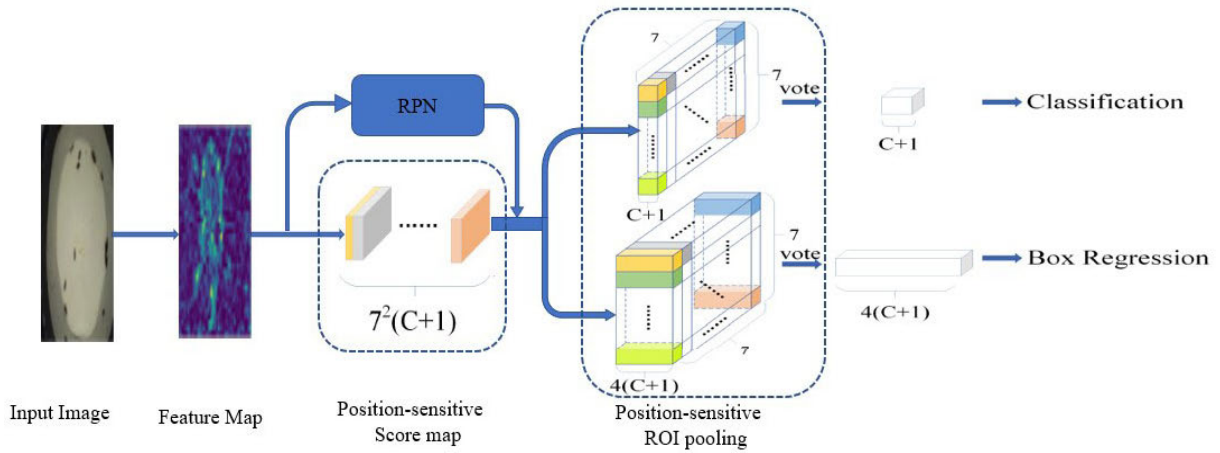 RPN
7
7
vote
C+1
Classification
C+1
7²(C+1)
7
vote
Box Regression
4(C+1)
7
4(C+1)
Input Image
Feature Map
Position-sensitive
Score map
Position-sensitive
ROI pooling